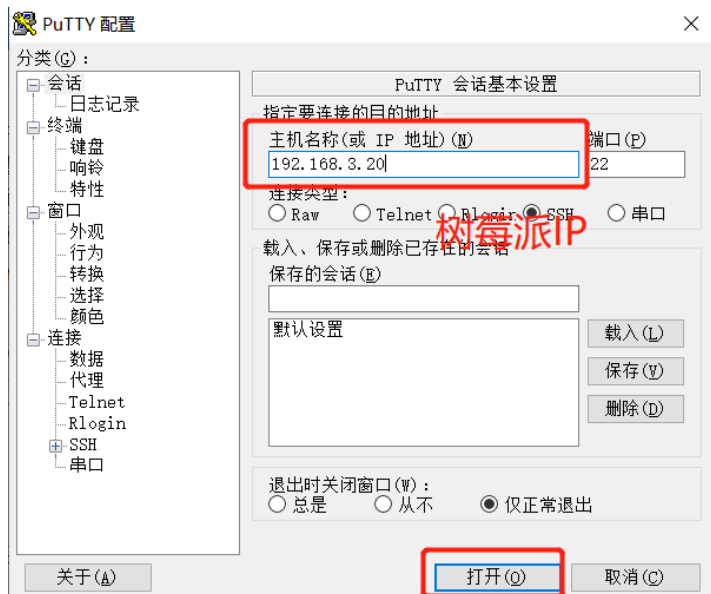 PuTTY 配置
分类(G):
会话
日志记录
终端
键盘
响铃
特性
窗口
外观
行为
转换
选择
颜色
连接
数据
代理
Telnet
Rlogin
SSH
串口
PuTTY 会话基本设置
指定要连接的目的地址
主机名称(或 IP 地址)(N) 端口(P)
192.168.3.20 22
连接类型:
Raw Telnet Rlogin SSH 串口
树莓派IP
载入、保存或删除已存在的会话
保存的会话(E)
默认设置
载入(L)
保存(V)
删除(D)
退出时关闭窗口(W):
总是 从不 仅正常退出
关于(A) 打开(O) 取消(C)